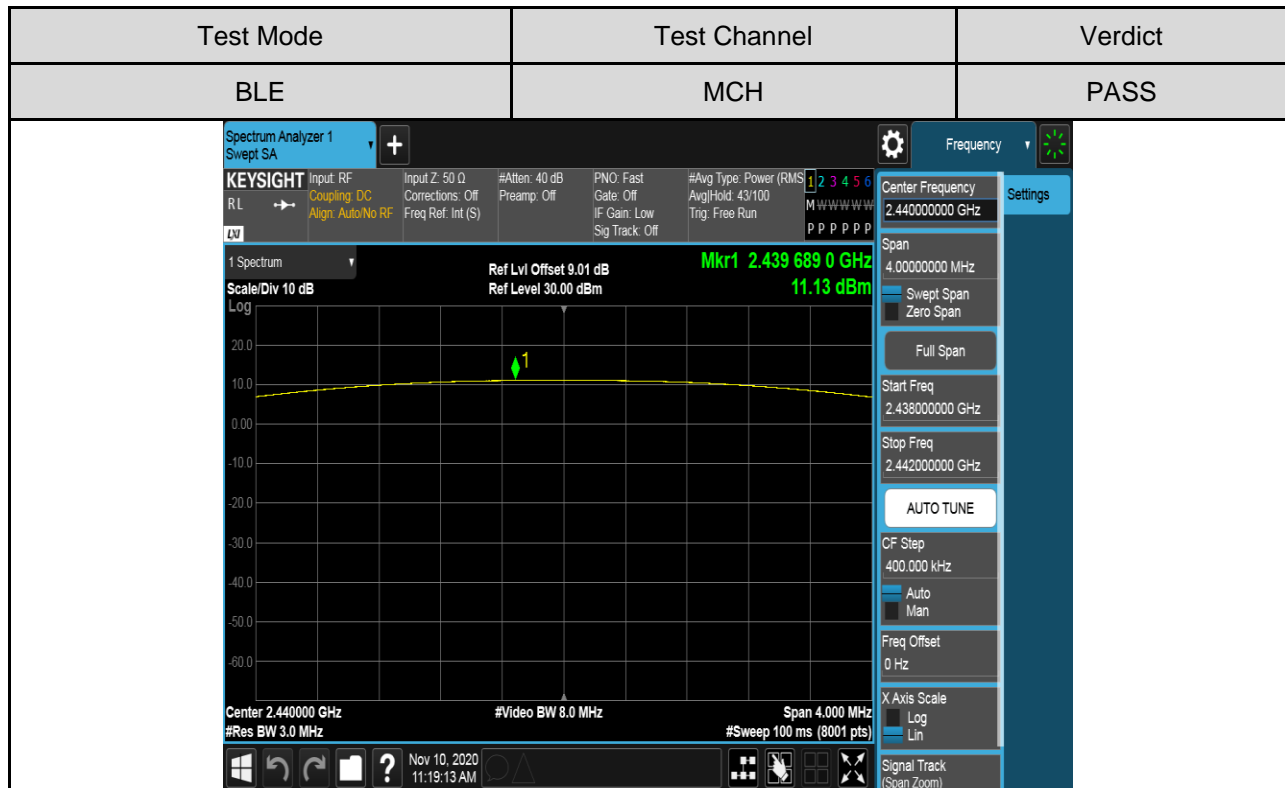 Test Mode Test Channel Verdict
BLE MCH PASS
Spectrum Analyzer 1
Swept SA
+
Frequency
KEYSIGHT Input: RF Input Z: 50 Ω #Atten: 40 dB PNO: Fast #Avg Type: Power (RMS 1 2 3 4 5 6
RL Coupling: DC Corrections: Off Preamp: Off Gate: Off Avg|Hold: 43/100 M W W W W W
Align: Auto/No RF Freq Ref: Int (S) IF Gain: Low Trig: Free Run
LXI Sig Track: Off P P P P P P
1 Spectrum
Scale/Div 10 dB
Ref Lvl Offset 9.01 dB
Ref Level 30.00 dBm
Mkr1 2.439 689 0 GHz
11.13 dBm
Log
20.0
1
10.0
0.00
-10.0
-20.0
-30.0
-40.0
-50.0
-60.0
Center 2.440000 GHz #Video BW 8.0 MHz Span 4.000 MHz
#Res BW 3.0 MHz #Sweep 100 ms (8001 pts)
?
Nov 10, 2020
11:19:13 AM
Center Frequency
2.440000000 GHz
Settings
Span
4.00000000 MHz
Swept Span
Zero Span
Full Span
Start Freq
2.438000000 GHz
Stop Freq
2.442000000 GHz
AUTO TUNE
CF Step
400.000 kHz
Auto
Man
Freq Offset
0 Hz
X Axis Scale
Log
Lin
Signal Track
(Span Zoom)